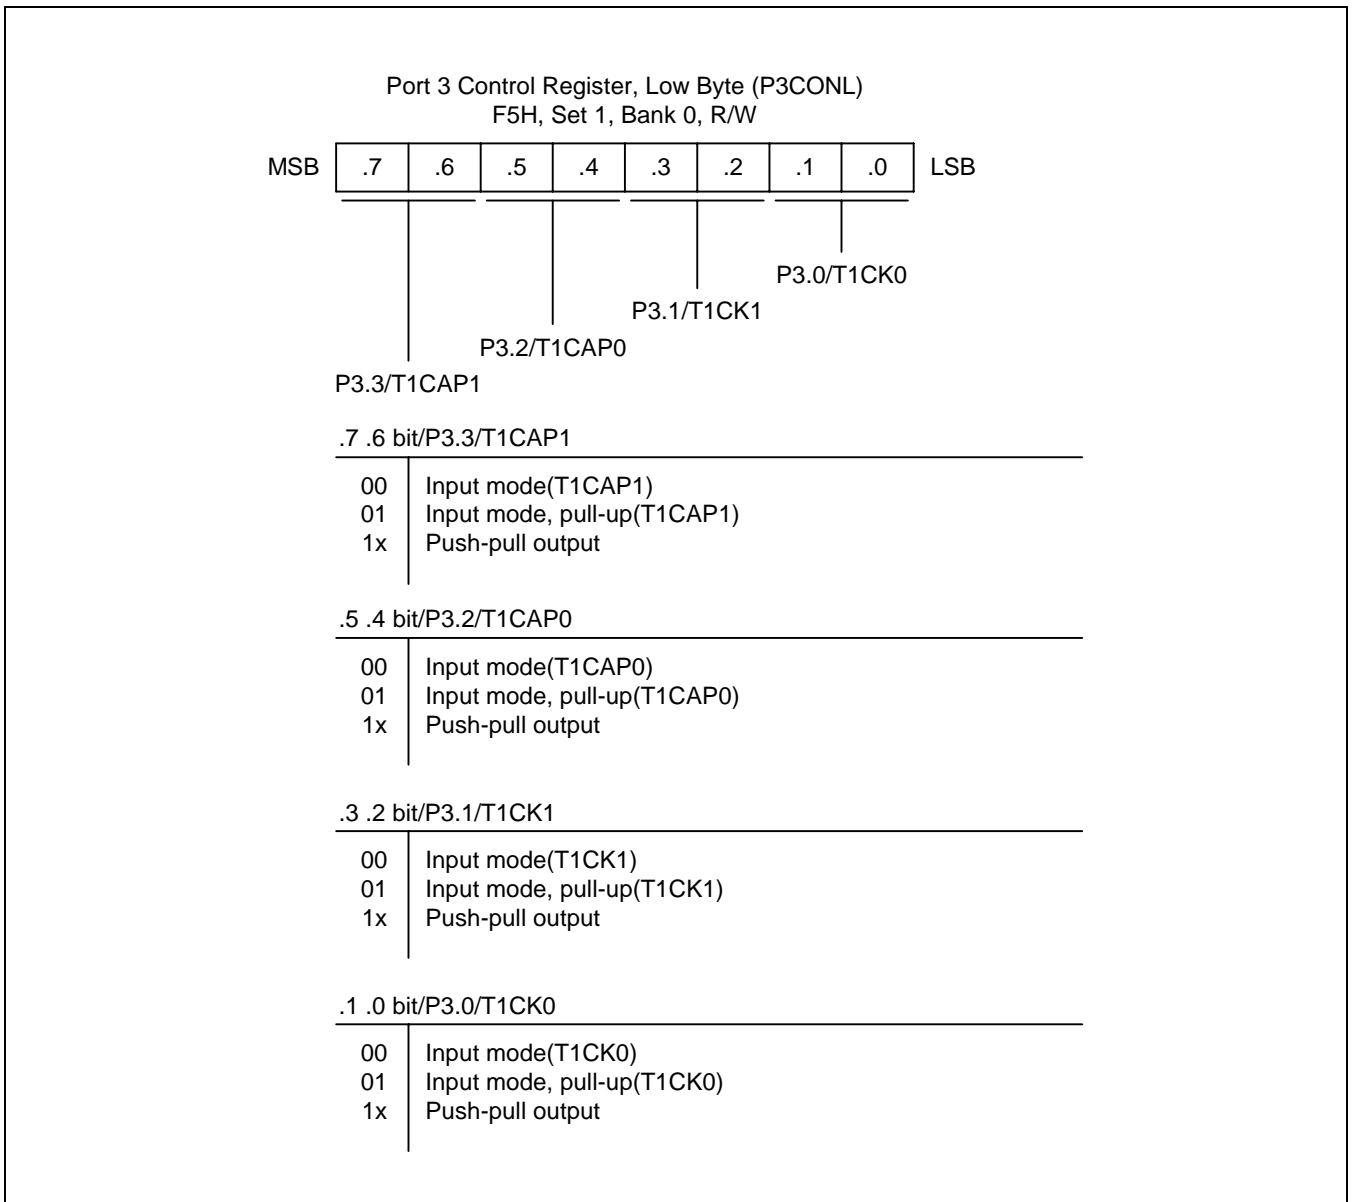 Port 3 Control Register, Low Byte (P3CONL)
F5H, Set 1, Bank 0, R/W
MSB .7 .6 .5 .4 .3 .2 .1 .0 LSB
P3.0/T1CK0
P3.1/T1CK1
P3.2/T1CAP0
P3.3/T1CAP1
.7 .6 bit/P3.3/T1CAP1
00 Input mode(T1CAP1)
01 Input mode, pull-up(T1CAP1)
1x Push-pull output
.5 .4 bit/P3.2/T1CAP0
00 Input mode(T1CAP0)
01 Input mode, pull-up(T1CAP0)
1x Push-pull output
.3 .2 bit/P3.1/T1CK1
00 Input mode(T1CK1)
01 Input mode, pull-up(T1CK1)
1x Push-pull output
.1 .0 bit/P3.0/T1CK0
00 Input mode(T1CK0)
01 Input mode, pull-up(T1CK0)
1x Push-pull output